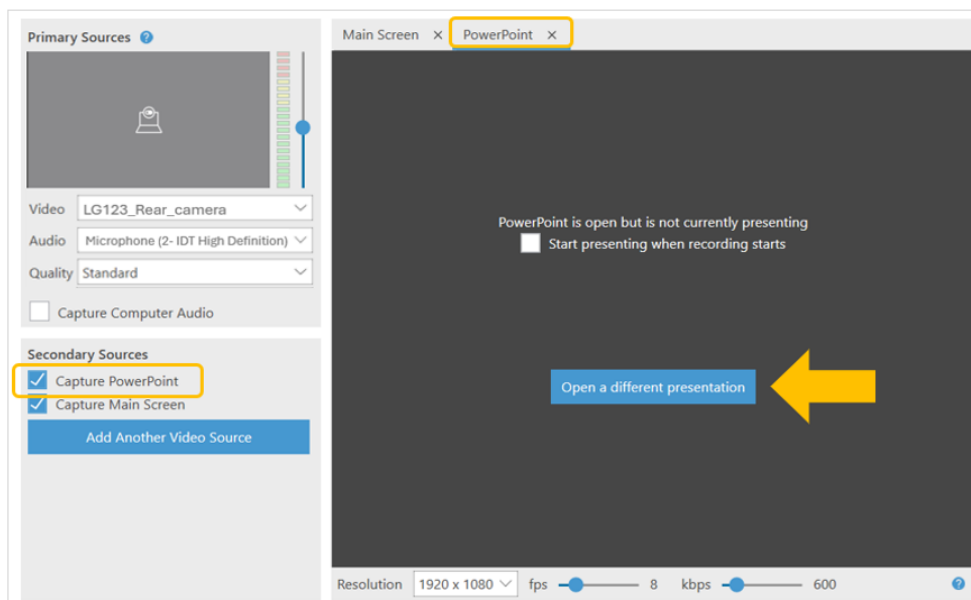 Primary Sources ?
Video LG123_Rear_camera
Audio Microphone (2- IDT High Definition)
Quality Standard
Capture Computer Audio
Secondary Sources
Capture PowerPoint
Capture Main Screen
Add Another Video Source
Main Screen X PowerPoint X
PowerPoint is open but is not currently presenting
Start presenting when recording starts
Open a different presentation
Resolution 1920 x 1080 fps 8 kbps 600 ?